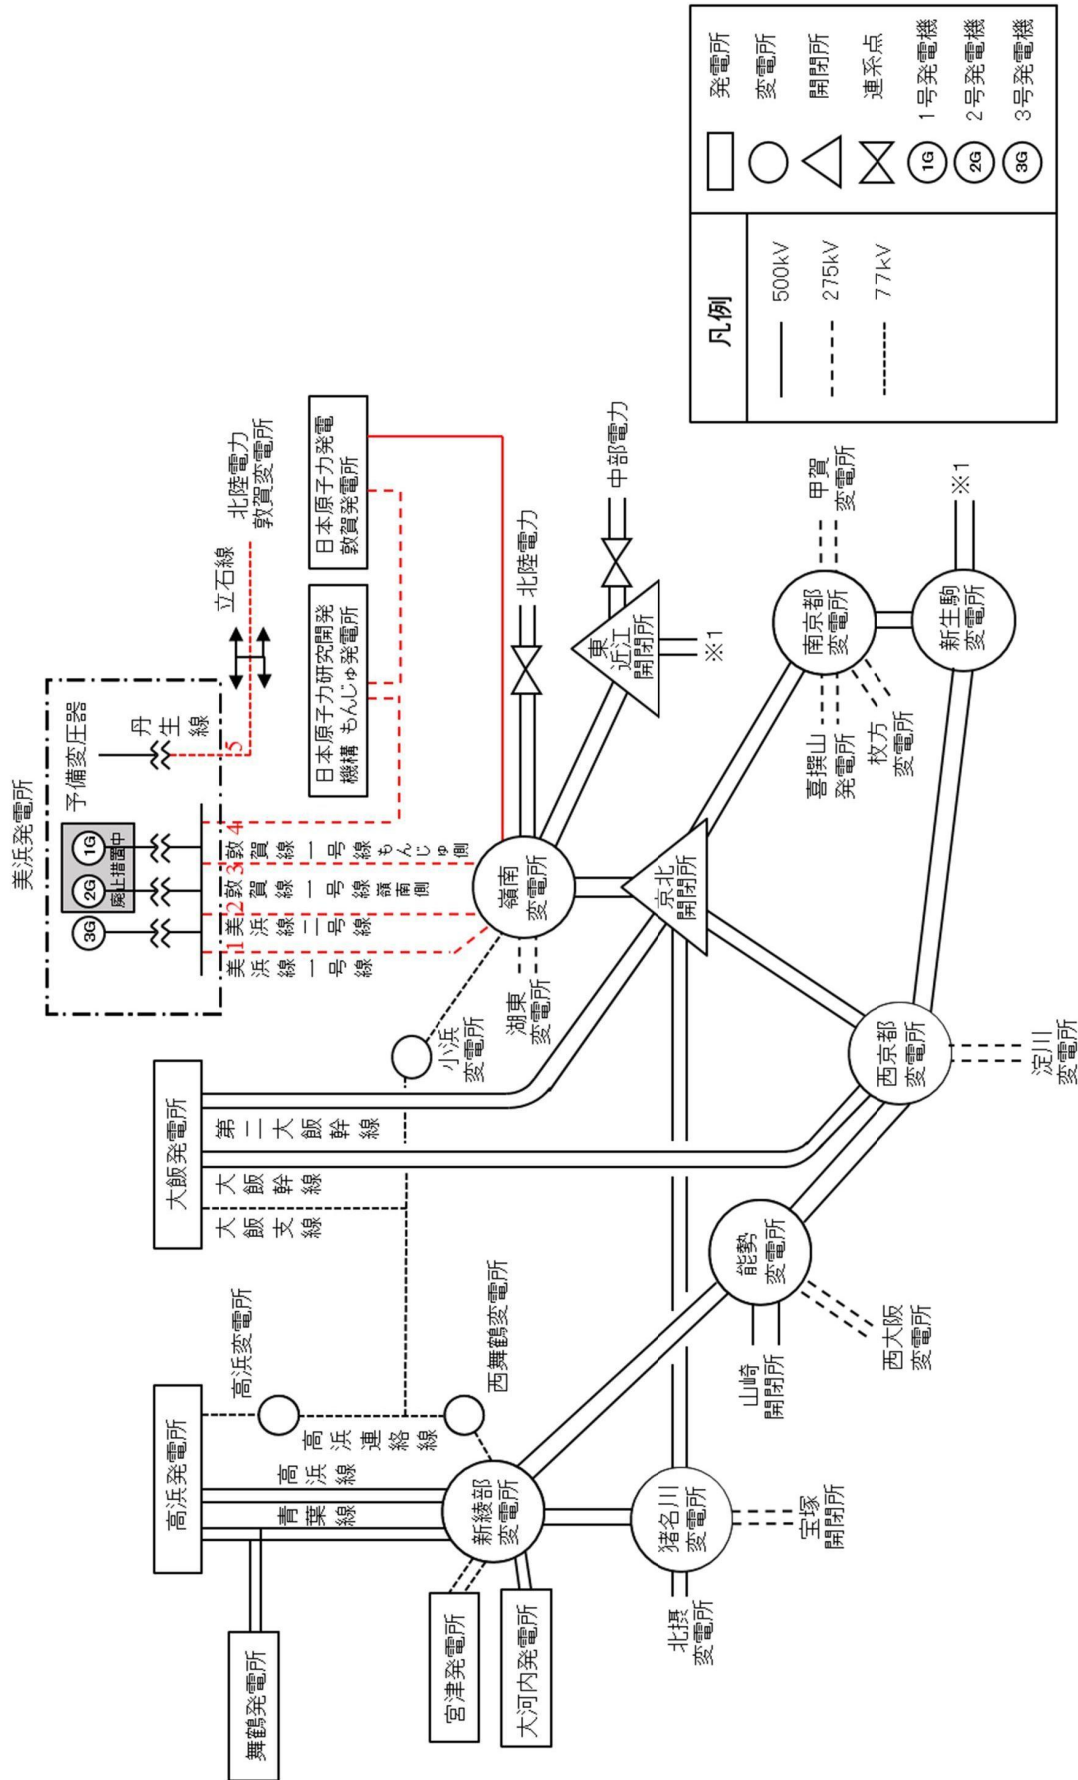 美浜発電所
予備変圧器
3G
2G
1G
廃止措置中
丹生線
立石線
北陸電力
敦賀変電所
1
2
3
4
5
美浜線一号線
美浜線二号線
敦賀線一号線嶺南側
敦賀線一号線もんじゅ側
日本原子力研究開発
機構 もんじゅ発電所
日本原子力発電
敦賀発電所
舞鶴発電所
高浜発電所
大飯発電所
青葉線
高浜線
高浜連絡線
高浜変電所
西舞鶴変電所
大飯支線
大飯幹線
第二大飯幹線
小浜
変電所
湖東
変電所
嶺南
変電所
北陸電力
中部電力
東
近江
開閉所
※1
宮津発電所
大河内発電所
新綾部
変電所
京北
開閉所
北摂
変電所
猪名川
変電所
宝塚
開閉所
山崎
開閉所
能勢
変電所
西大阪
変電所
西京都
変電所
淀川
変電所
喜撰山
発電所
枚方
変電所
南京都
変電所
甲賀
変電所
新生駒
変電所
※1
凡例
500kV
275kV
77kV
発電所
変電所
開閉所
連系点
1G
1号発電機
2G
2号発電機
3G
3号発電機